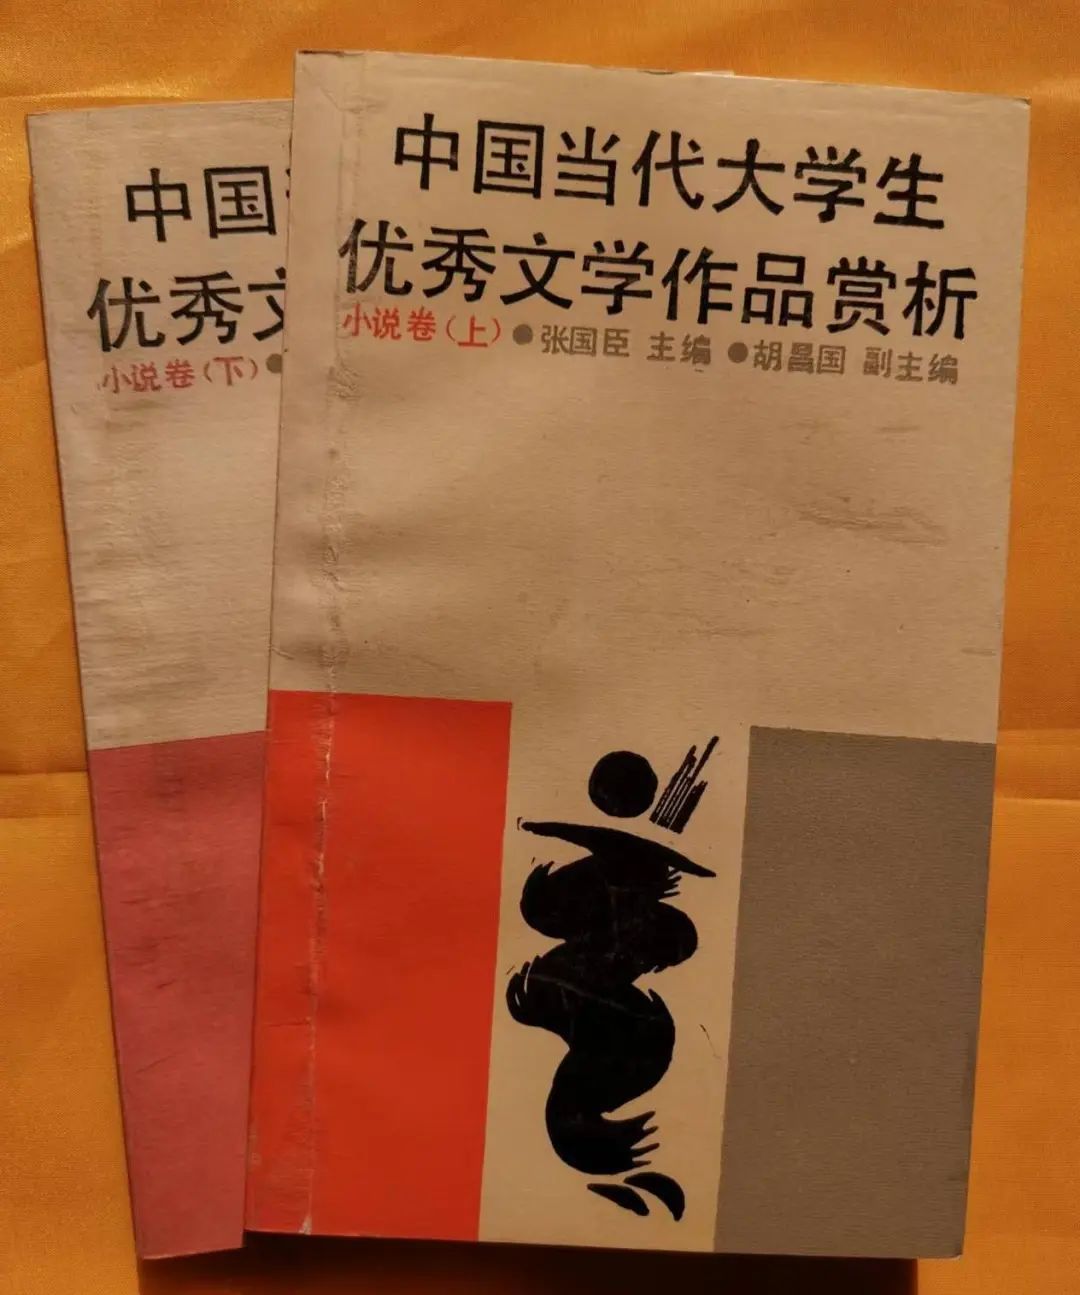 中国当代大学生
优秀文学作品赏析
小说卷(上)●张国臣 主编 ●胡昌国 副主编
中国
优秀文
小说卷(下)●